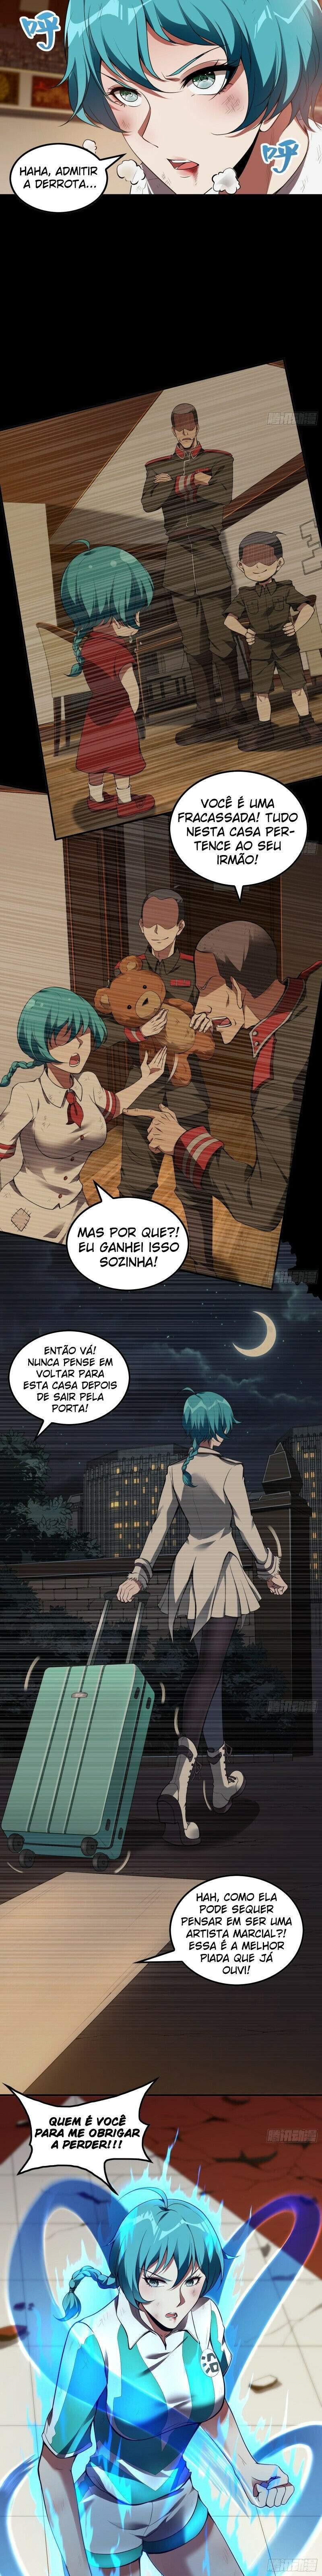 呼
呼
HAHA, ADMITIR
A DERROTA...
VOCÊ É UMA
FRACASSADA! TUDO
NESTA CASA PER-
TENCE AO SEU
IRMÃO!
MAS POR QUE?!
EU GANHEI ISSO
SOZINHA!
ENTÃO VÁ!
NUNCA PENSE EM
VOLTAR PARA
ESTA CASA DEPOIS
DE SAIR PELA
PORTA!
HAH, COMO ELA
PODE SEQUER
PENSAR EM SER UMA
ARTISTA MARCIAL?!
ESSA É A MELHOR
PIADA QUE JÁ
OUVI!
QUEM É VOCÊ
PARA ME OBRIGAR
A PERDER!!!